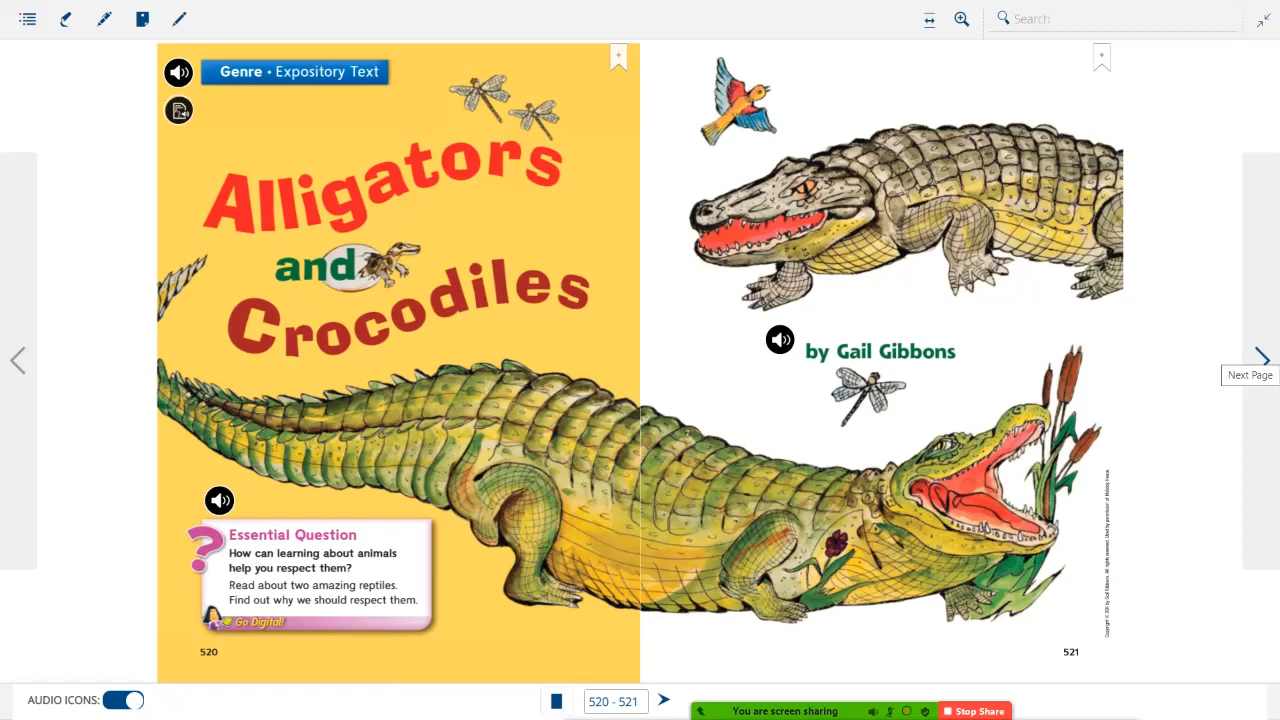 Search
Genre • Expository Text
Alligators
and
Crocodiles
by Gail Gibbons
Next Page
Essential Question
How can learning about animals
help you respect them?
Read about two amazing reptiles.
Find out why we should respect them.
Go Digital!
520
521
AUDIO ICONS:
520 - 521
You are screen sharing
Stop Share